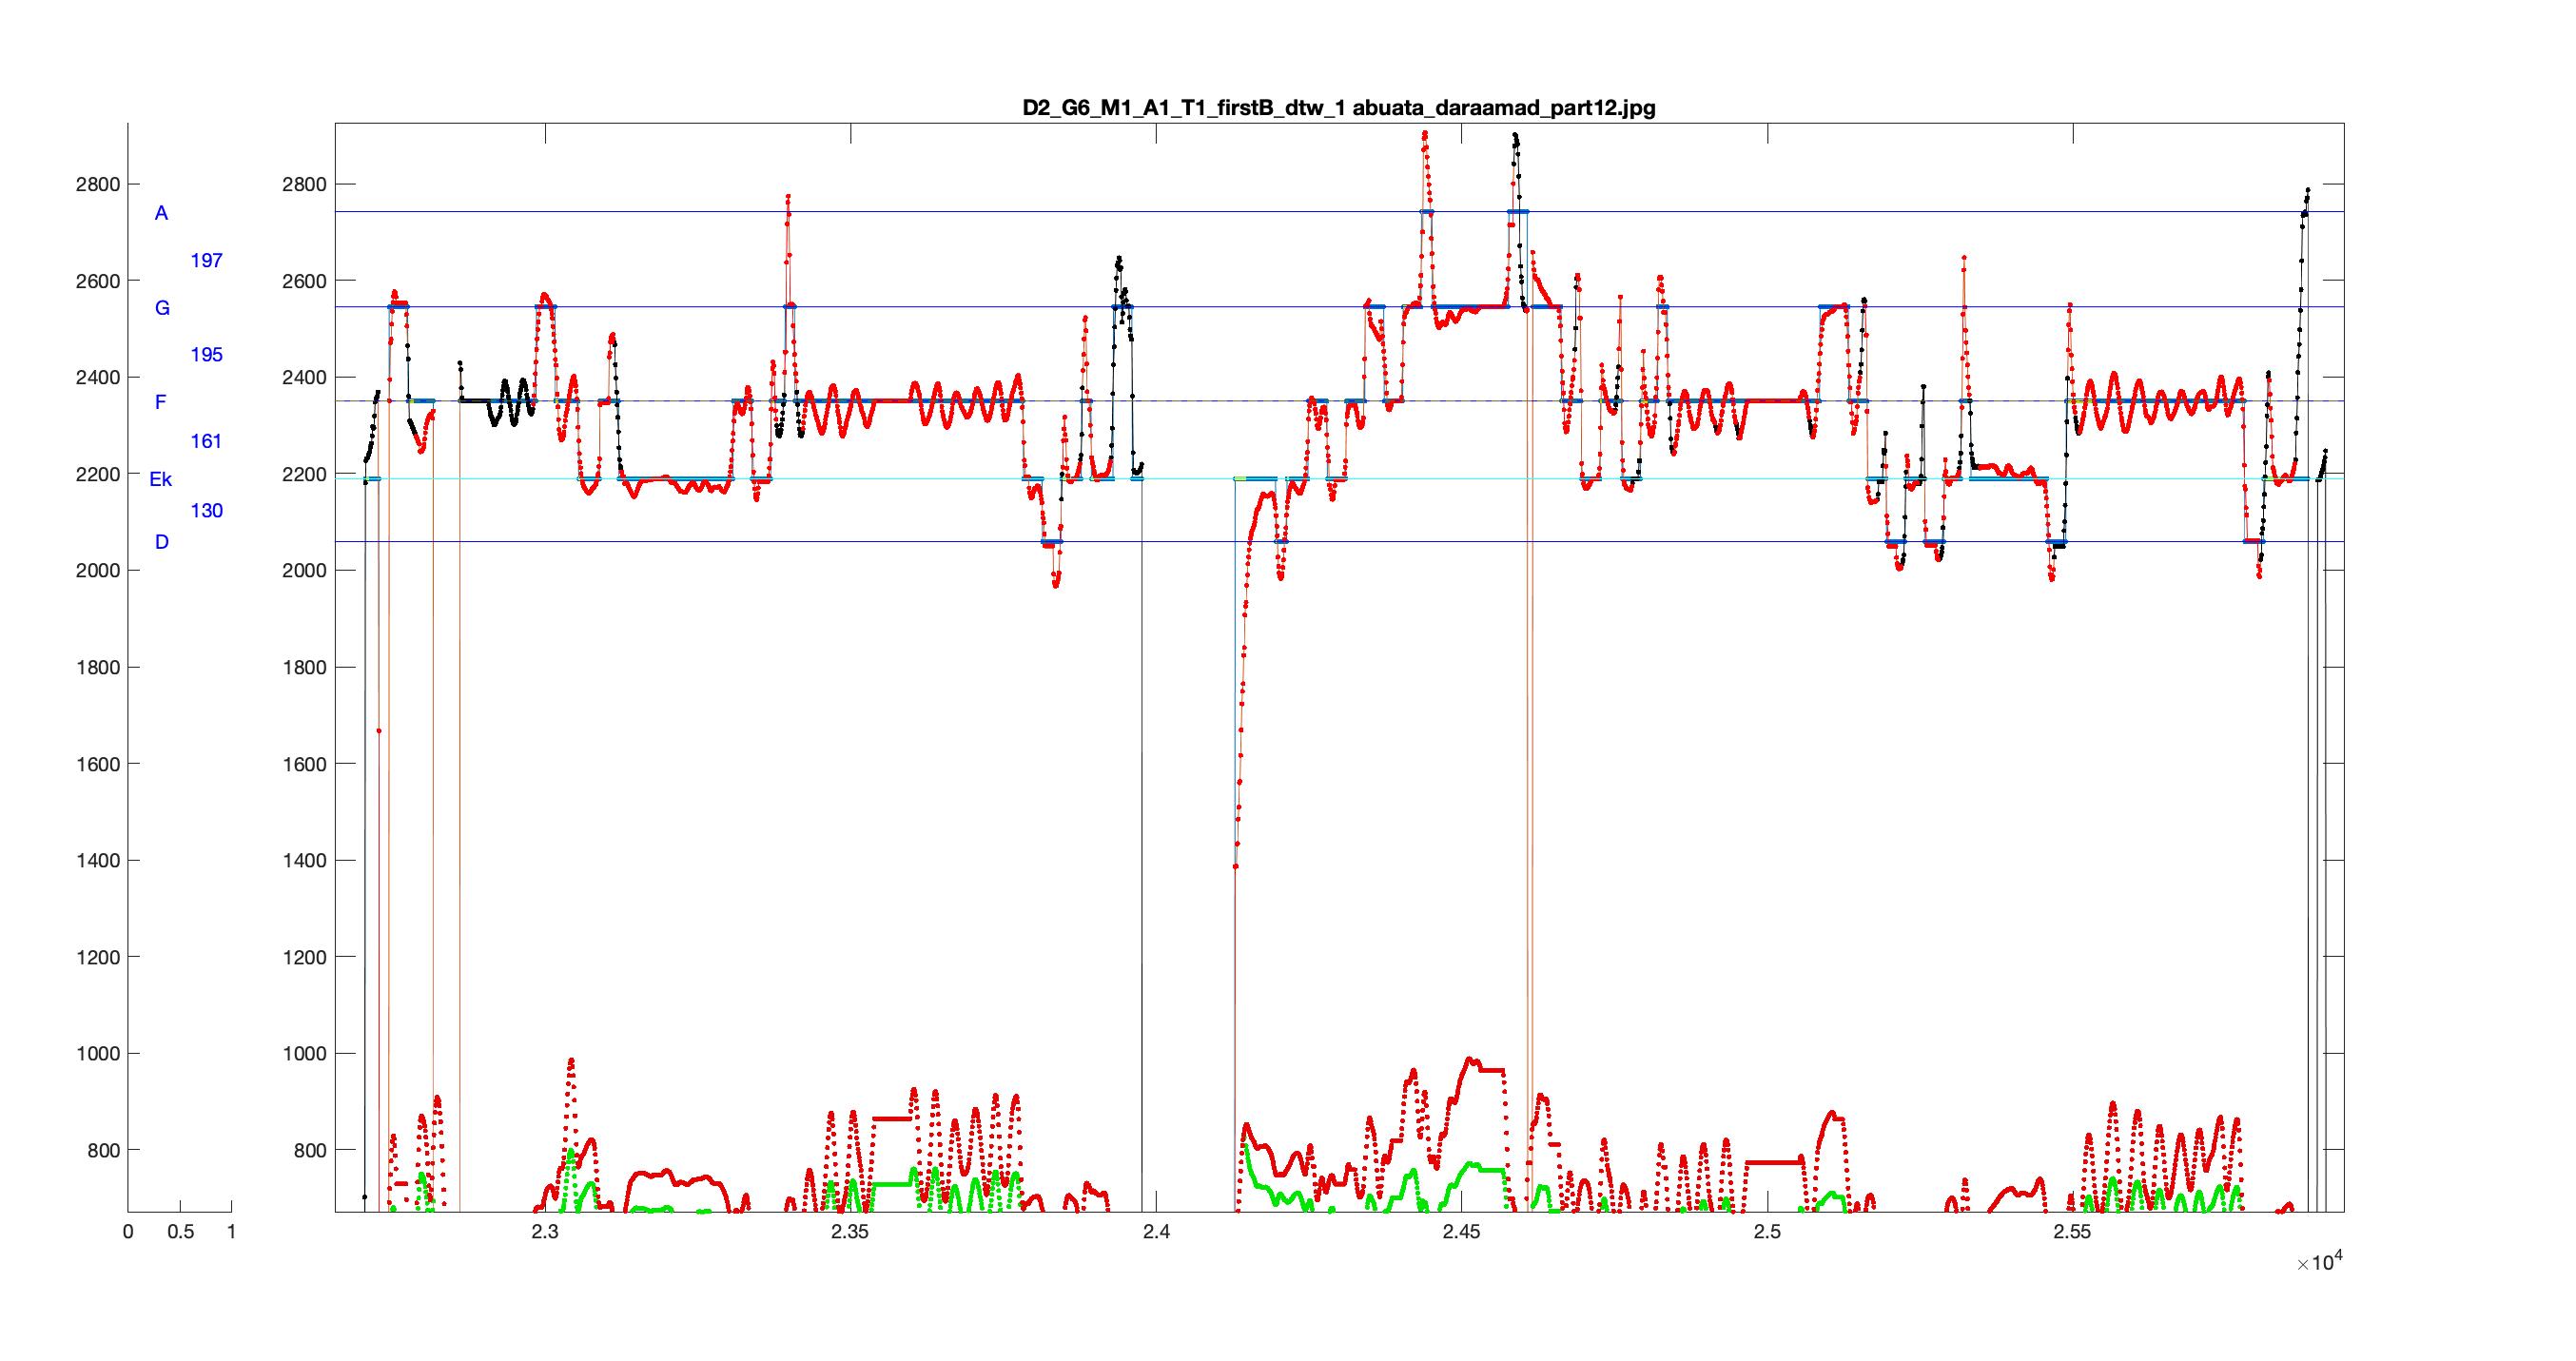 D2_G6_M1_A1_T1_firstB_dtw_1 abuata_daraamad_part12.jpg
2800 2800
A
197
2600 2600
G
195
2400 2400
F
161
2200 Ek 2200
130
D
2000 2000
1800 1800
1600 1600
1400 1400
1200 1200
1000 1000
800 800
0 0.5 1 2.3 2.35 2.4 2.45 2.5 2.55
×10⁴